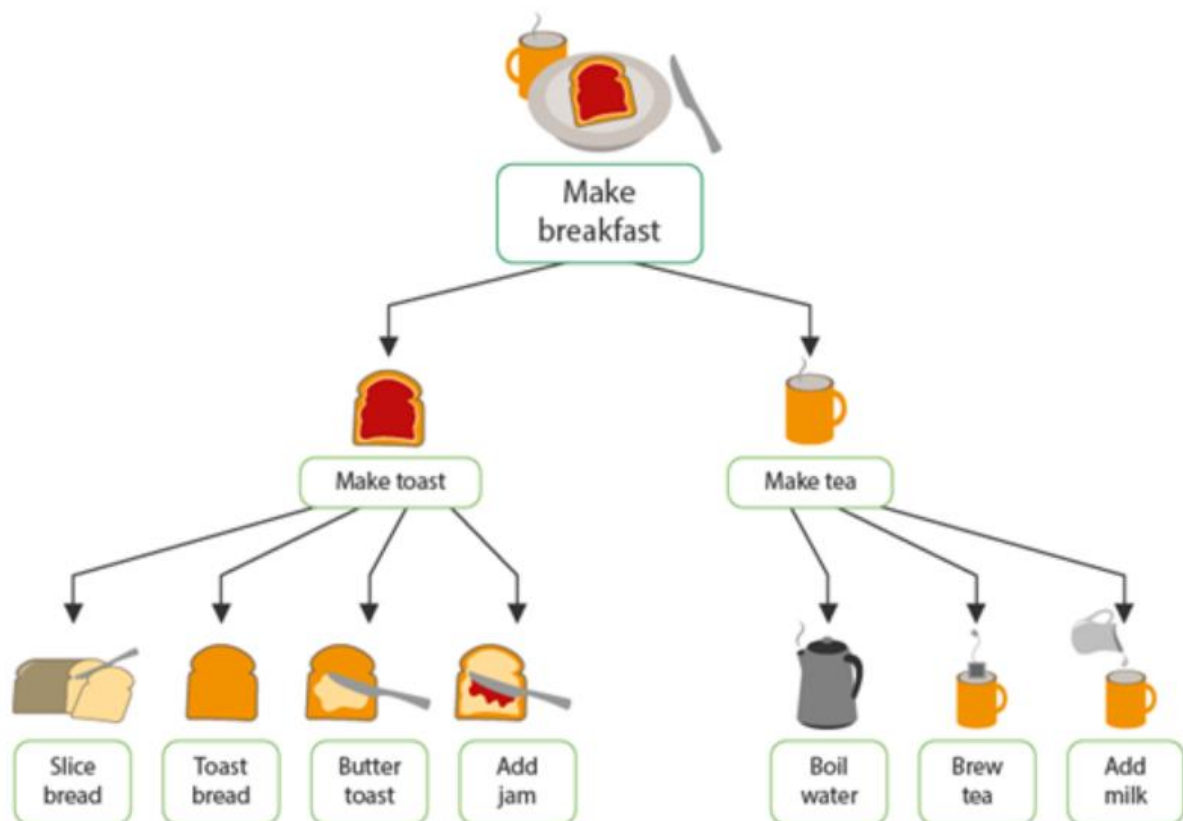 Make
breakfast
Make toast
Make tea
Slice
bread
Toast
bread
Butter
toast
Add
jam
Boil
water
Brew
tea
Add
milk